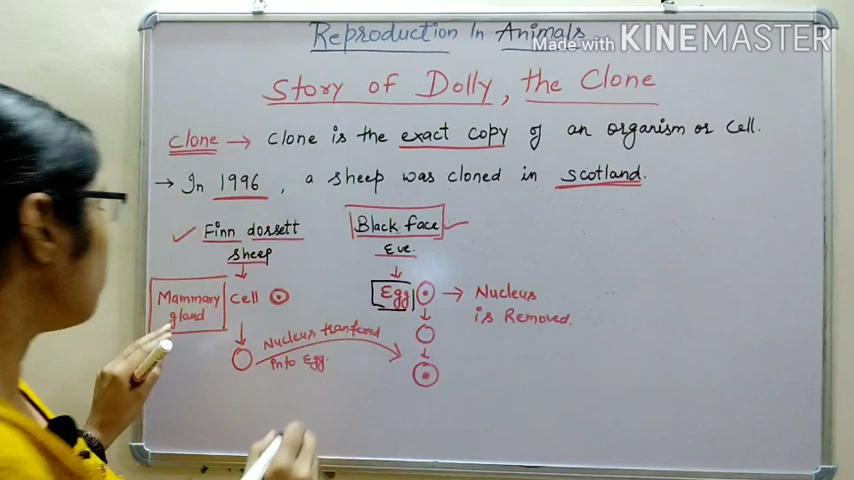 Reproduction In Animals
Made with KINEMASTER
Story of Dolly, the Clone
clone → clone is the exact copy of an organism or cell.
→ In 1996, a sheep was cloned in scotland.
✓ Finn dorsett sheep
Black face ✓
Eve.
Mammary gland
Cell
Egg → Nucleus is Removed.
Nucleus tranfered
into Egg.